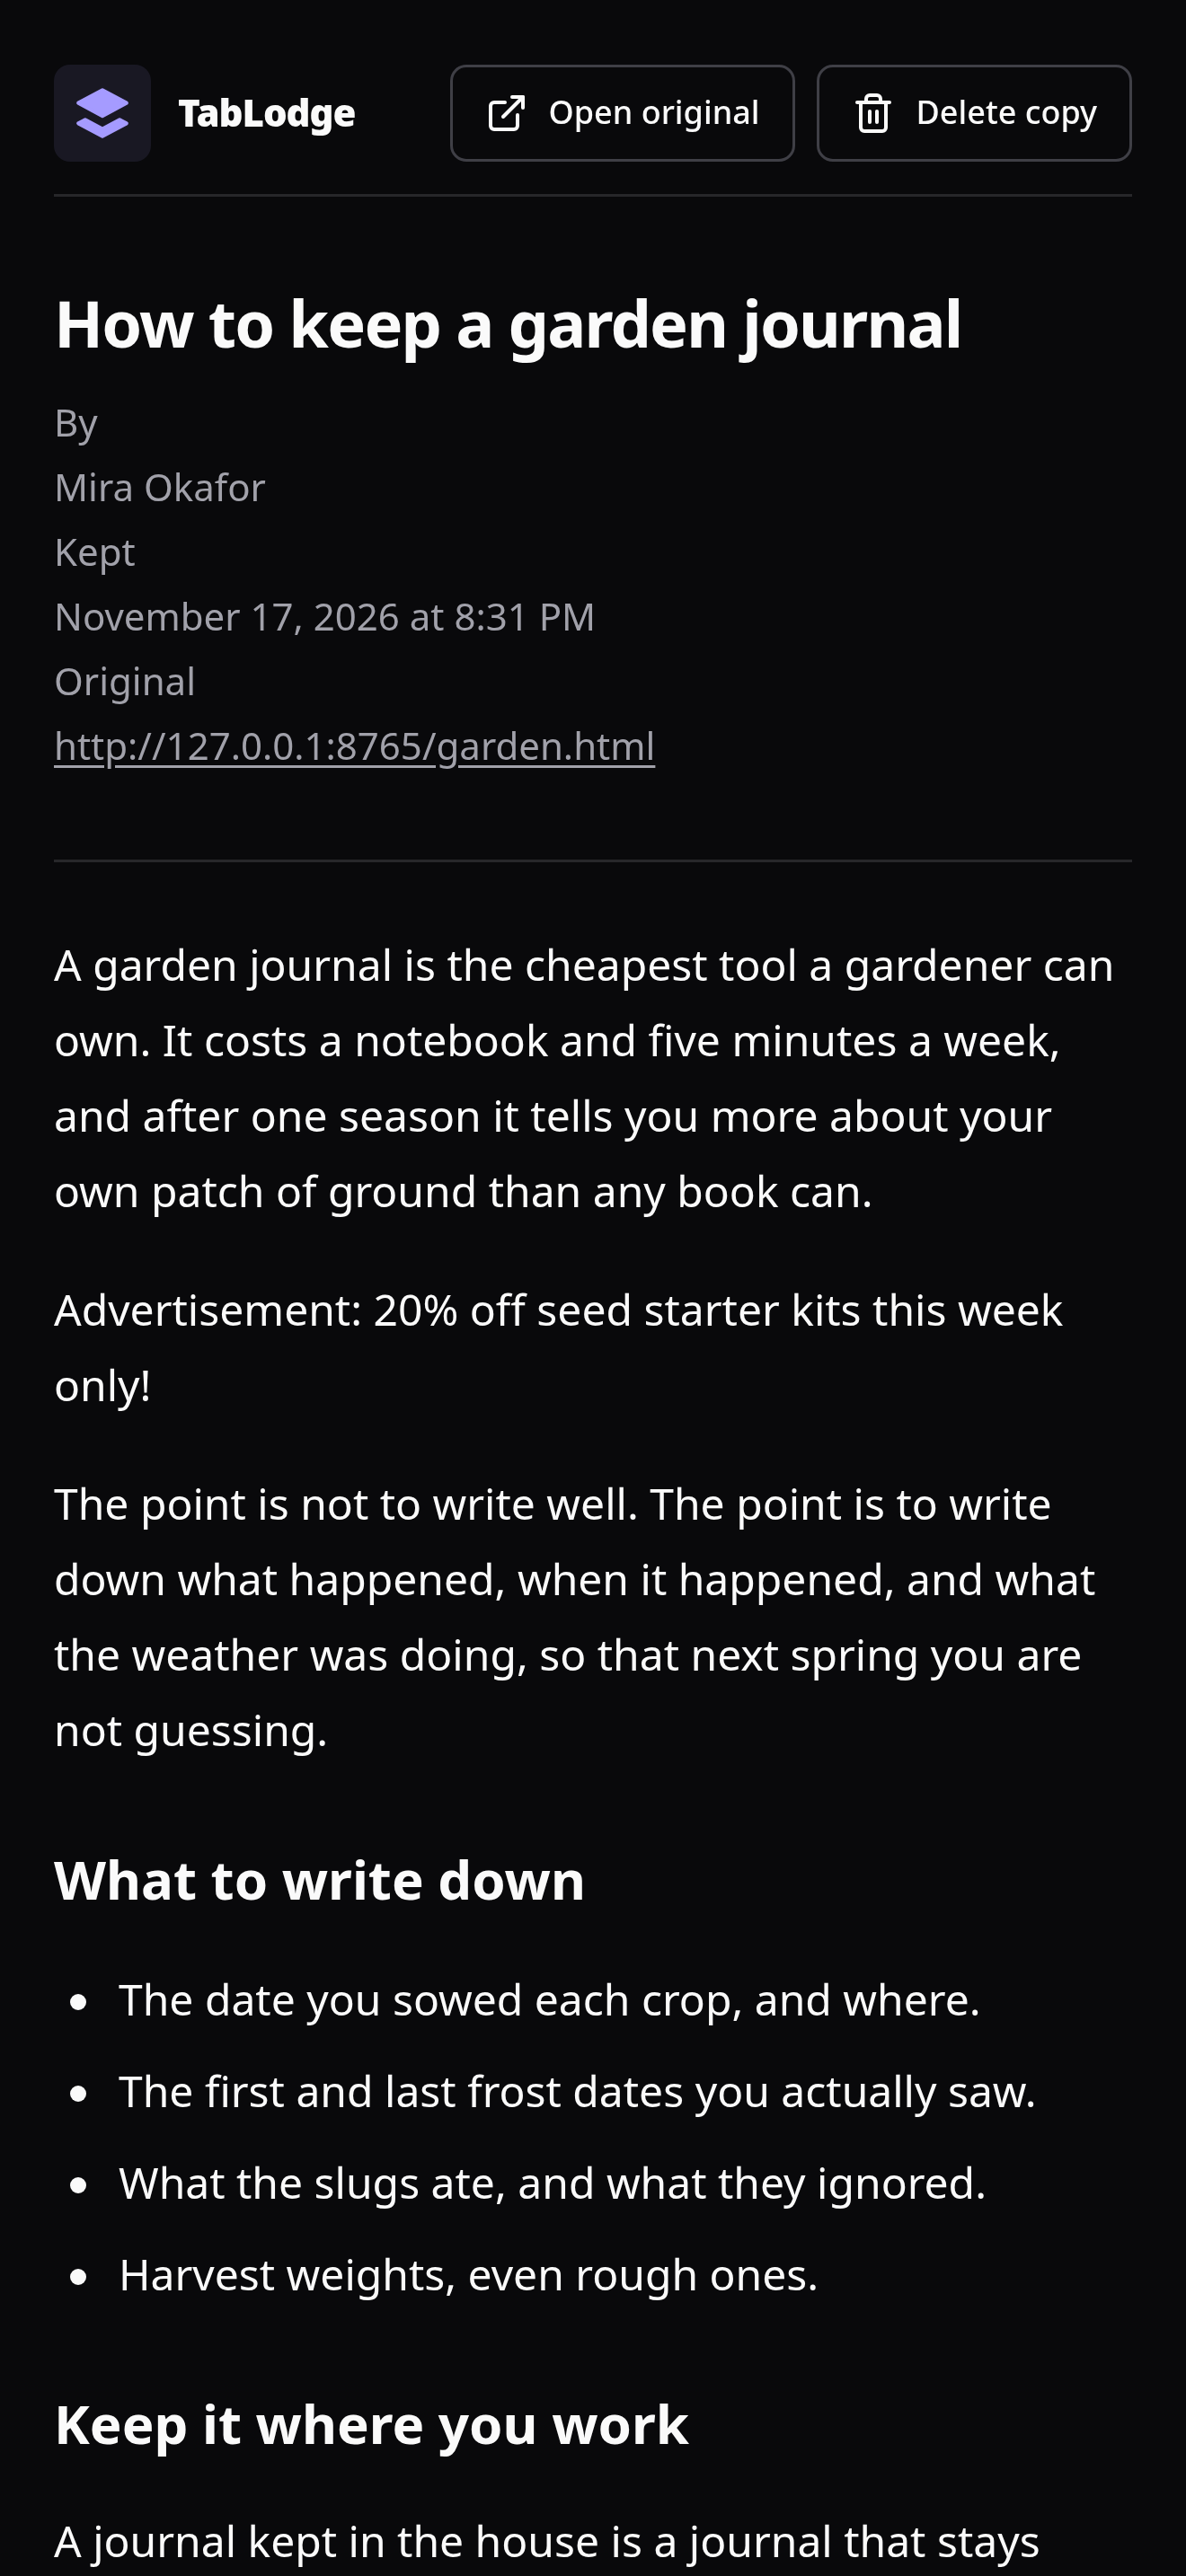 TabLodge
Open original
Delete copy
How to keep a garden journal
By
Mira Okafor
Kept
November 17, 2026 at 8:31 PM
Original
http://127.0.0.1:8765/garden.html
A garden journal is the cheapest tool a gardener can
own. It costs a notebook and five minutes a week,
and after one season it tells you more about your
own patch of ground than any book can.
Advertisement: 20% off seed starter kits this week
only!
The point is not to write well. The point is to write
down what happened, when it happened, and what
the weather was doing, so that next spring you are
not guessing.
What to write down
• The date you sowed each crop, and where.
• The first and last frost dates you actually saw.
• What the slugs ate, and what they ignored.
• Harvest weights, even rough ones.
Keep it where you work
A journal kept in the house is a journal that stays